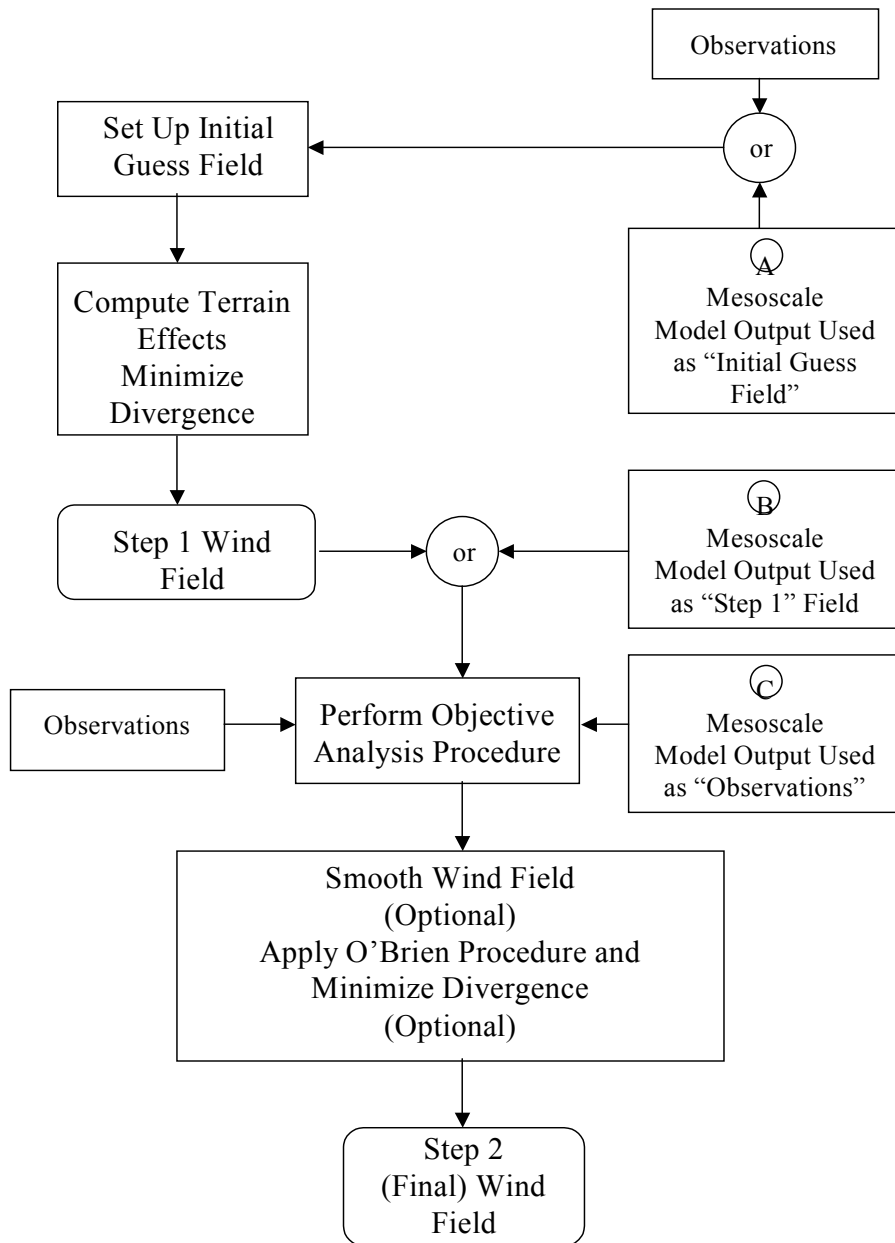 Observations
or
Set Up Initial
Guess Field
A
Mesoscale
Model Output Used
as “Initial Guess
Field”
Compute Terrain
Effects
Minimize
Divergence
Step 1 Wind
Field
or
B
Mesoscale
Model Output Used
as “Step 1” Field
Observations
Perform Objective
Analysis Procedure
C
Mesoscale
Model Output Used
as “Observations”
Smooth Wind Field
(Optional)
Apply O’Brien Procedure and
Minimize Divergence
(Optional)
Step 2
(Final) Wind
Field